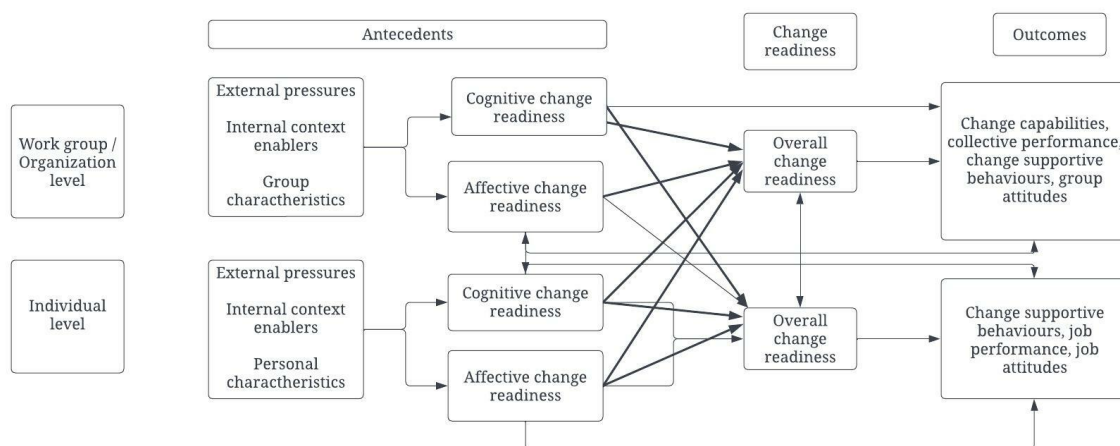 Antecedents
Change
readiness
Outcomes
Work group /
Organization
level
External pressures
Internal context
enablers
Group
characteristics
Cognitive change
readiness
Affective change
readiness
Overall
change
readiness
Change capabilities,
collective performance,
change supportive
behaviours, group
attitudes
Individual
level
External pressures
Internal context
enablers
Personal
characteristics
Cognitive change
readiness
Affective change
readiness
Overall
change
readiness
Change supportive
behaviours, job
performance, job
attitudes